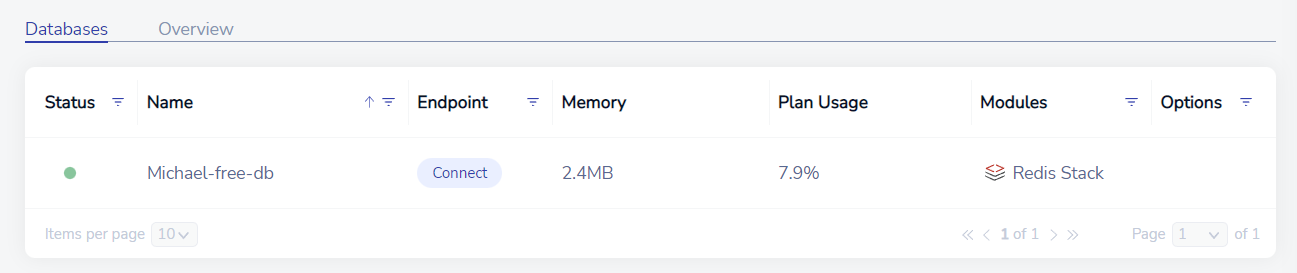 Databases Overview
Status Name Endpoint Memory Plan Usage Modules Options
Michael-free-db Connect 2.4MB 7.9% Redis Stack
Items per page 10 1 of 1 Page 1 of 1